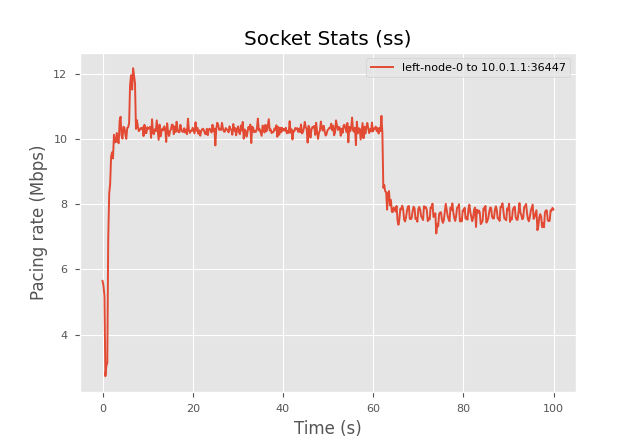 Socket Stats (ss)
left-node-0 to 10.0.1.1:36447
Pacing rate (Mbps)
12
10
8
6
4
0 20 40 60 80 100
Time (s)